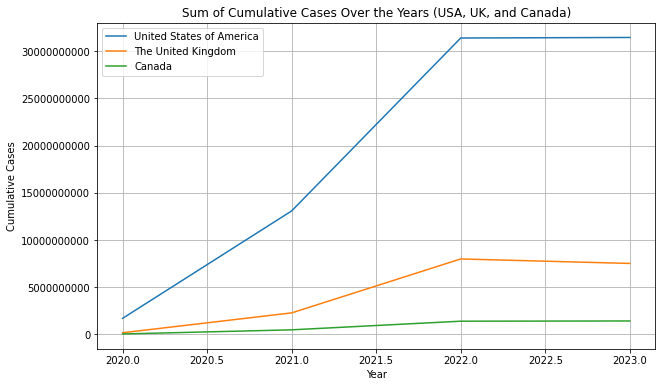 Sum of Cumulative Cases Over the Years (USA, UK, and Canada)
United States of America
The United Kingdom
Canada
30000000000
25000000000
20000000000
15000000000
10000000000
5000000000
0
Cumulative Cases
2020.0 2020.5 2021.0 2021.5 2022.0 2022.5 2023.0
Year